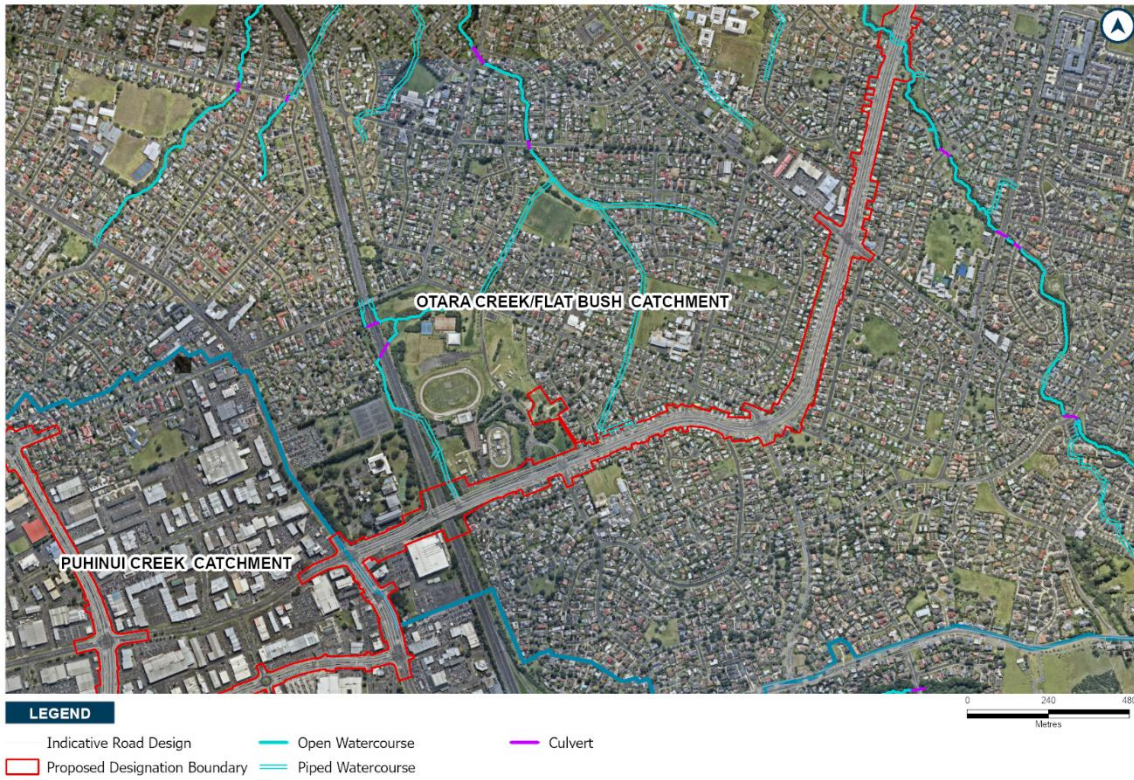 OTARA CREEK/FLAT BUSH CATCHMENT
PUHINUI CREEK CATCHMENT
LEGEND
Indicative Road Design
Proposed Designation Boundary
Open Watercourse
Piped Watercourse
Culvert
0 240 480
Metres